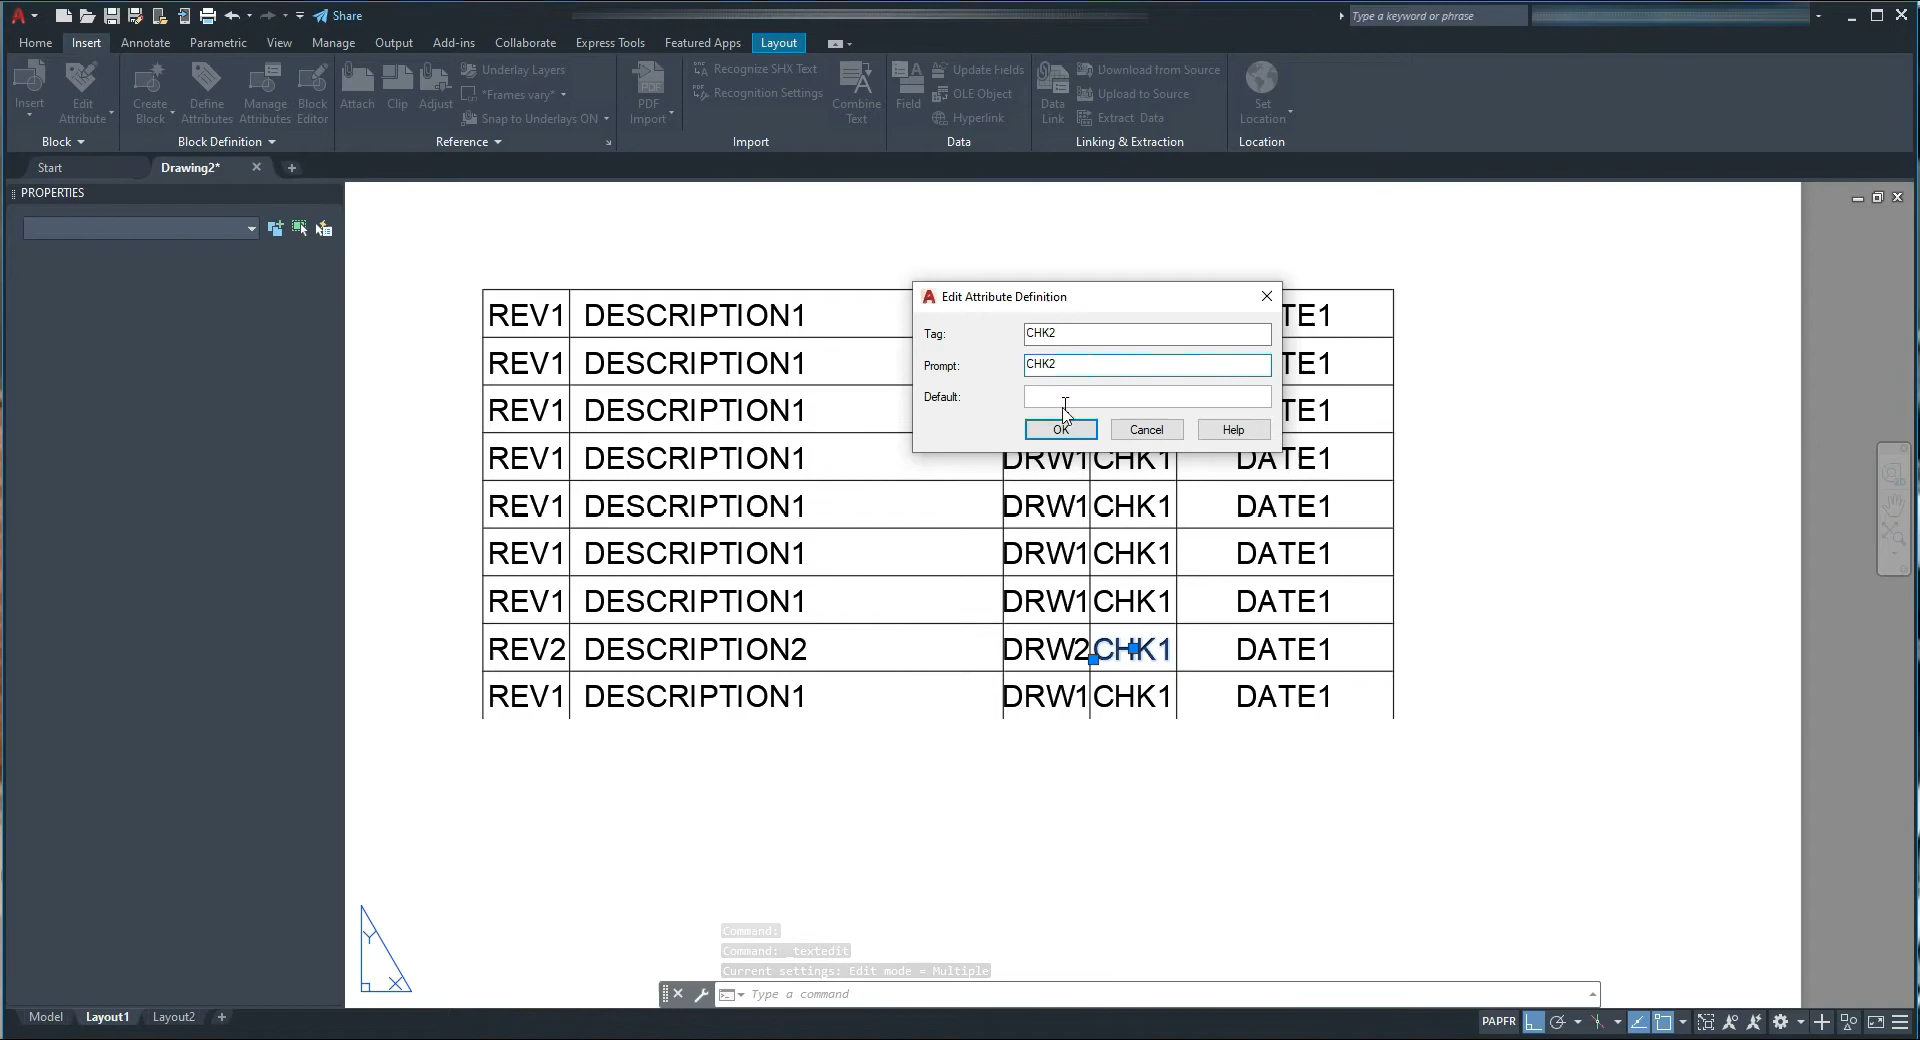 Share
Type a keyword or phrase
Home Insert Annotate Parametric View Manage Output Add-ins Collaborate Express Tools Featured Apps Layout
Insert
Edit Attribute
Create Block
Define Attributes
Manage Attributes
Block Editor
Attach
Clip
Adjust
Underlay Layers
*Frames vary*
Snap to Underlays ON
PDF
PDF Import
Recognize SHX Text
Recognition Settings
Combine Text
Field
Update Fields
OLE Object
Hyperlink
Data Link
Download from Source
Upload to Source
Extract Data
Set Location
Block Block Definition Reference Import Data Linking & Extraction Location
Start Drawing2*
PROPERTIES
Edit Attribute Definition
Tag: CHK2
Prompt: CHK2
Default:
OK Cancel Help
REV1 DESCRIPTION1 TE1
REV1 DESCRIPTION1 TE1
REV1 DESCRIPTION1 TE1
REV1 DESCRIPTION1 DRW1 CHK1 DATE1
REV1 DESCRIPTION1 DRW1 CHK1 DATE1
REV1 DESCRIPTION1 DRW1 CHK1 DATE1
REV1 DESCRIPTION1 DRW1 CHK1 DATE1
REV2 DESCRIPTION2 DRW2 CHK1 DATE1
REV1 DESCRIPTION1 DRW1 CHK1 DATE1
Y
X
Command:
Command: _textedit
Current settings: Edit mode = Multiple
Type a command
Model Layout1 Layout2
PAPER